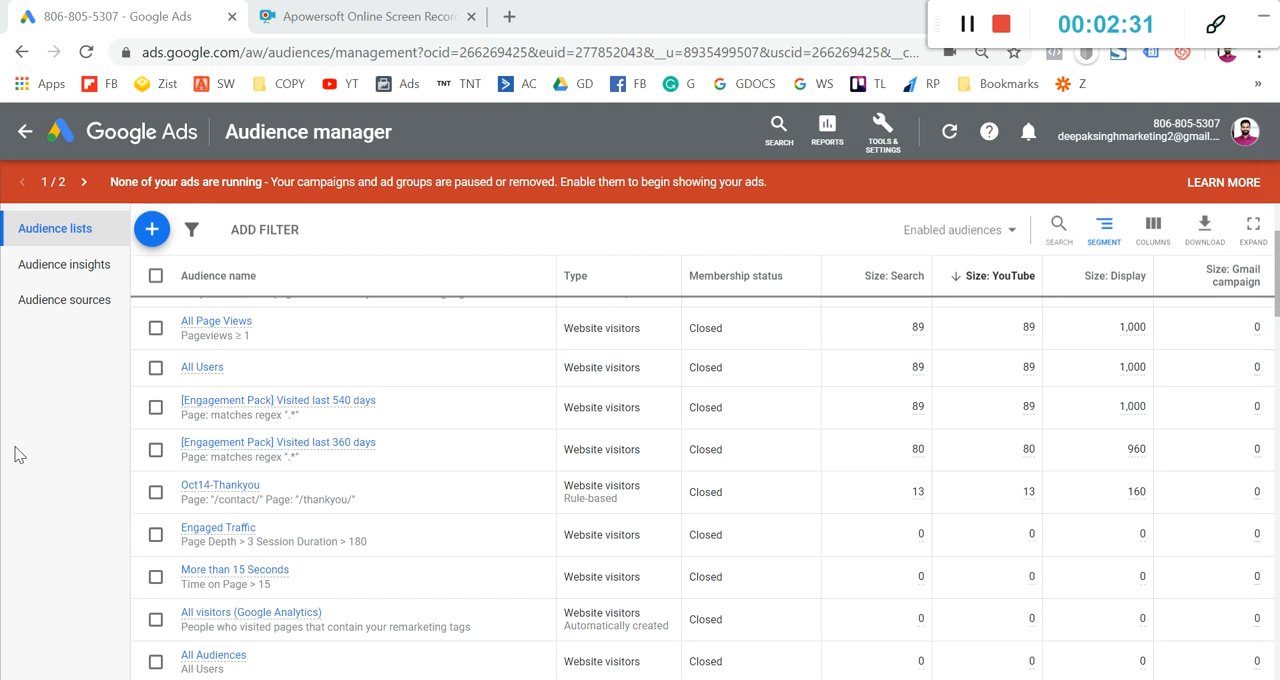 806-805-5307 - Google Ads
Apowersoft Online Screen Recor
00:02:31
ads.google.com/aw/audiences/management?ocid=266269425&euid=277852043&__u=8935499507&uscid=266269425&__c...
Apps FB Zist SW COPY YT Ads TNT TNT AC GD FB G GDOCS WS TL RP Bookmarks Z »
Google Ads Audience manager
SEARCH REPORTS TOOLS & SETTINGS
806-805-5307
deepaksinghmarketing2@gmail....
1 / 2 None of your ads are running - Your campaigns and ad groups are paused or removed. Enable them to begin showing your ads. LEARN MORE
Audience lists
Audience insights
Audience sources
ADD FILTER Enabled audiences SEARCH SEGMENT COLUMNS DOWNLOAD EXPAND
Audience name Type Membership status Size: Search Size: YouTube Size: Display Size: Gmail campaign
All Page Views Website visitors Closed 89 89 1,000 0
Pageviews ≥ 1
All Users Website visitors Closed 89 89 1,000 0
[Engagement Pack] Visited last 540 days Website visitors Closed 89 89 1,000 0
Page: matches regex ".*"
[Engagement Pack] Visited last 360 days Website visitors Closed 80 80 960 0
Page: matches regex ".*"
Oct14-Thankyou Website visitors Closed 13 13 160 0
Page: "/contact/" Page: "/thankyou/" Rule-based
Engaged Traffic Website visitors Closed 0 0 0 0
Page Depth > 3 Session Duration > 180
More than 15 Seconds Website visitors Closed 0 0 0 0
Time on Page > 15
All visitors (Google Analytics) Website visitors Closed 0 0 0 0
People who visited pages that contain your remarketing tags Automatically created
All Audiences Website visitors Closed 0 0 0 0
All Users